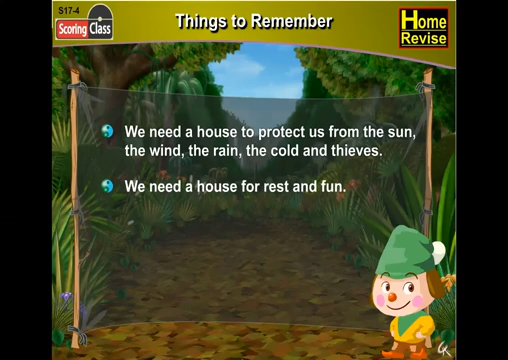 S17-4
Scoring Class
Things to Remember
Home
Revise
We need a house to protect us from the sun,
the wind, the rain, the cold and thieves.
We need a house for rest and fun.